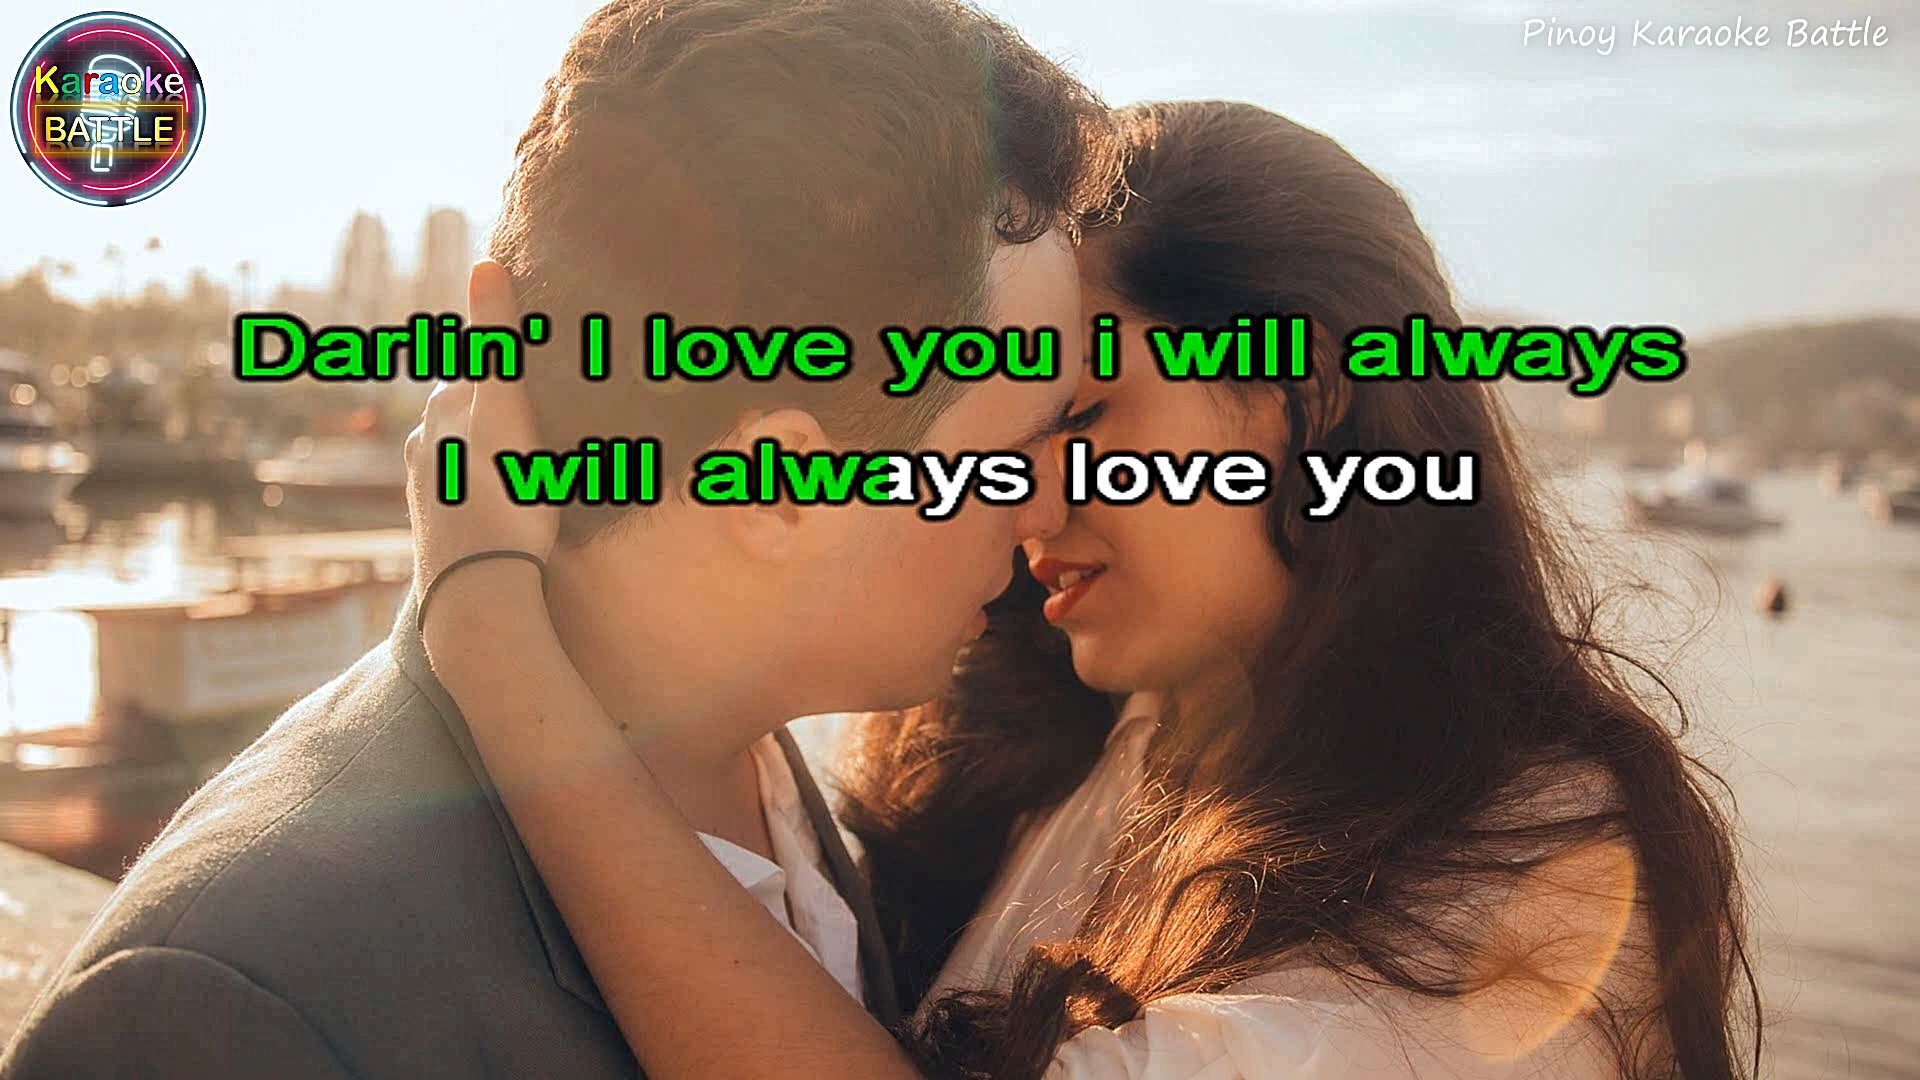 Karaoke
BATTLE
Pinoy Karaoke Battle
Darlin' I love you i will always
I will always love you